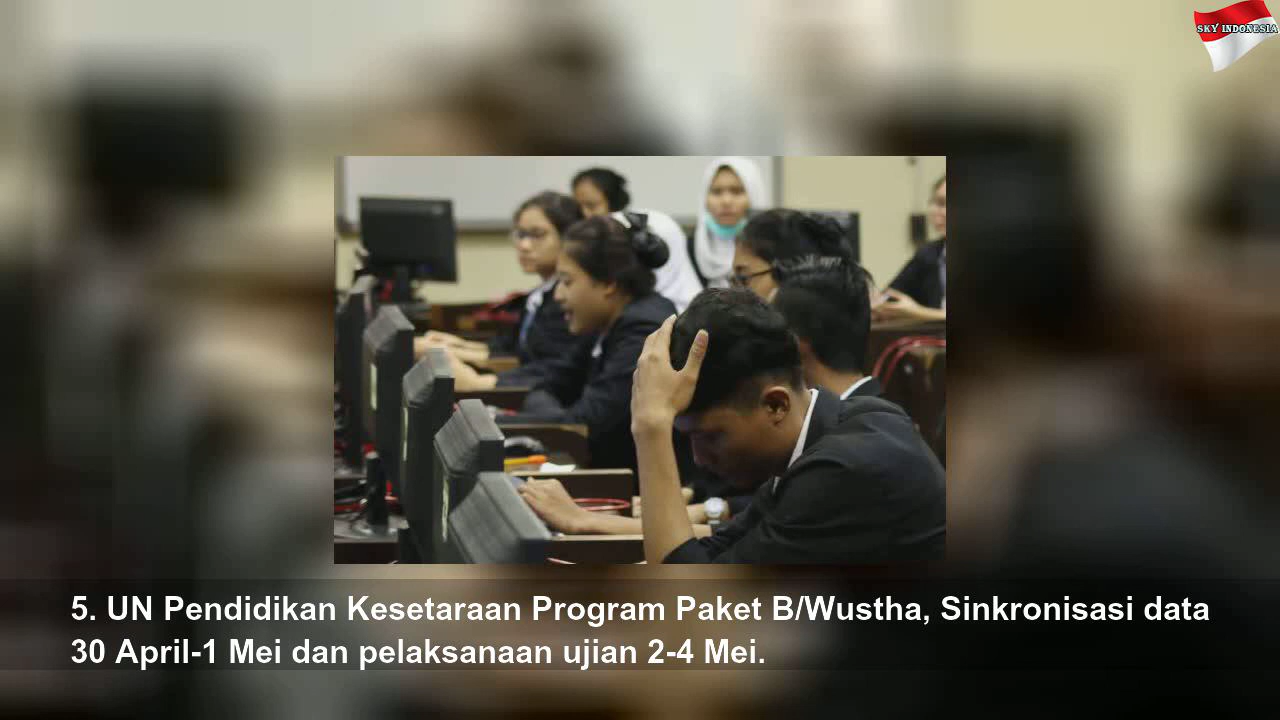 SKY INDONESIA
5. UN Pendidikan Kesetaraan Program Paket B/Wustha, Sinkronisasi data
30 April-1 Mei dan pelaksanaan ujian 2-4 Mei.